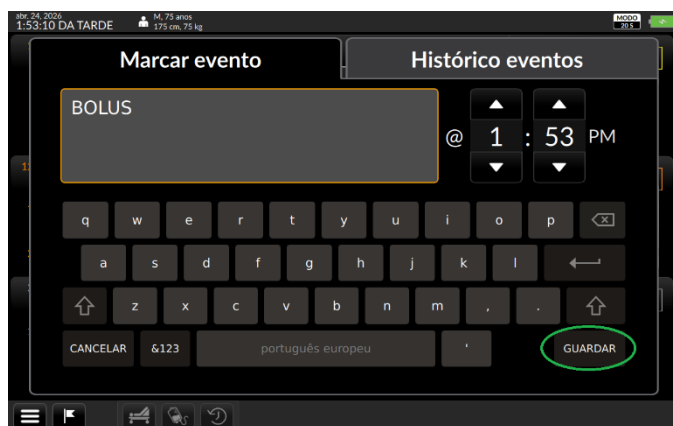 abr. 24, 2026
1:53:10 DA TARDE
M, 75 anos
175 cm, 75 kg
MODO
20 S
Marcar evento
Histórico eventos
BOLUS
@ 1 : 53 PM
q w e r t y u i o p
a s d f g h j k l
z x c v b n m , .
CANCELAR &123 português europeu ' GUARDAR